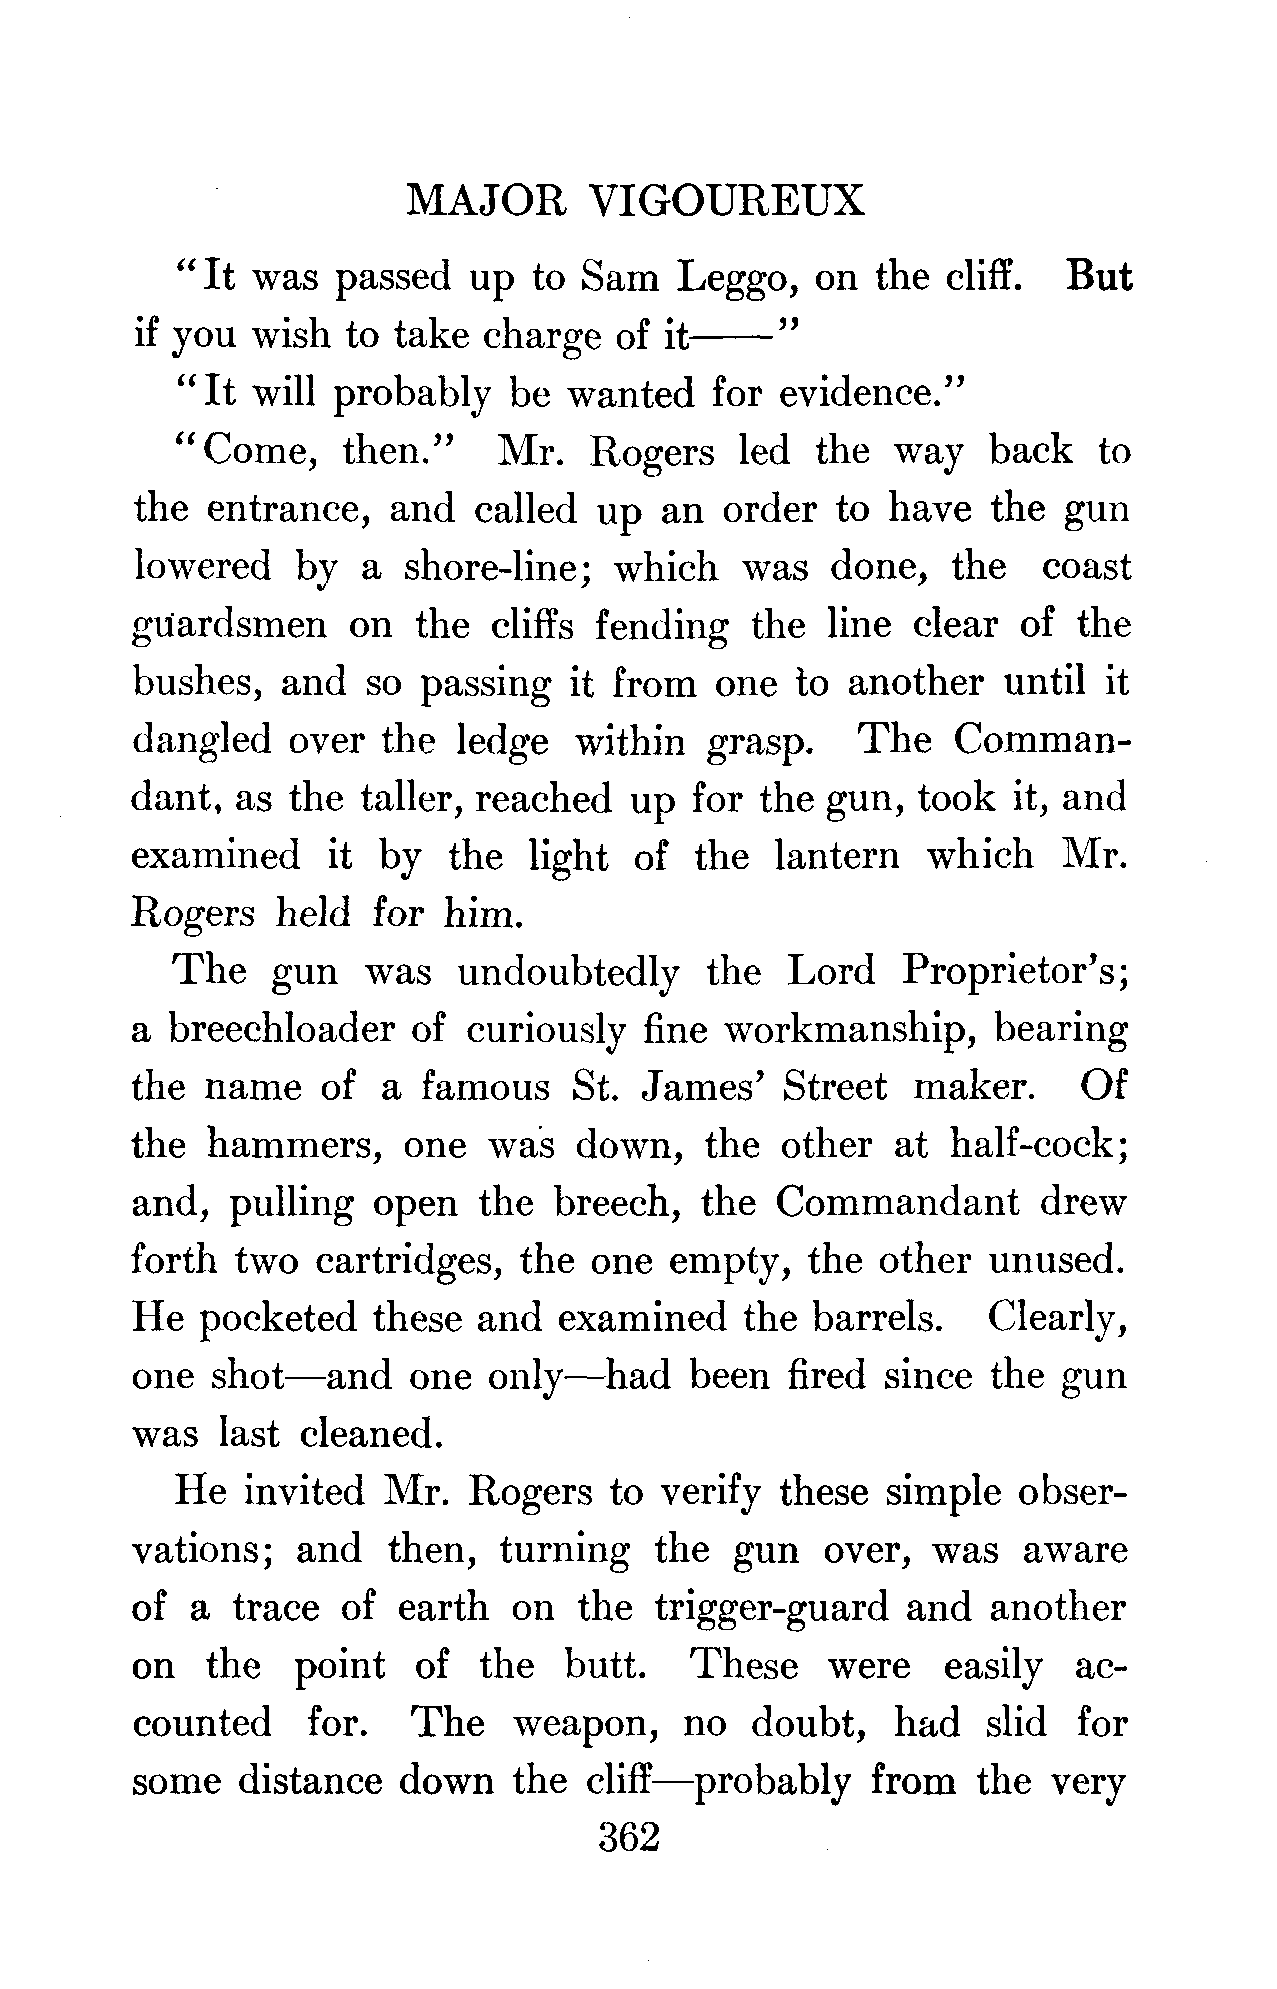 MAJOR VIGOUREUX
"It was passed up to Sam Leggo, on the cliff. But
if you wish to take charge of it——"
"It will probably be wanted for evidence."
"Come, then." Mr. Rogers led the way back to
the entrance, and called up an order to have the gun
lowered by a shore-line; which was done, the coast
guardsmen on the cliffs fending the line clear of the
bushes, and so passing it from one to another until it
dangled over the ledge within grasp. The Comman-
dant, as the taller, reached up for the gun, took it, and
examined it by the light of the lantern which Mr.
Rogers held for him.
The gun was undoubtedly the Lord Proprietor's;
a breechloader of curiously fine workmanship, bearing
the name of a famous St. James' Street maker. Of
the hammers, one was down, the other at half-cock;
and, pulling open the breech, the Commandant drew
forth two cartridges, the one empty, the other unused.
He pocketed these and examined the barrels. Clearly,
one shot—and one only—had been fired since the gun
was last cleaned.
He invited Mr. Rogers to verify these simple obser-
vations; and then, turning the gun over, was aware
of a trace of earth on the trigger-guard and another
on the point of the butt. These were easily ac-
counted for. The weapon, no doubt, had slid for
some distance down the cliff—probably from the very
362